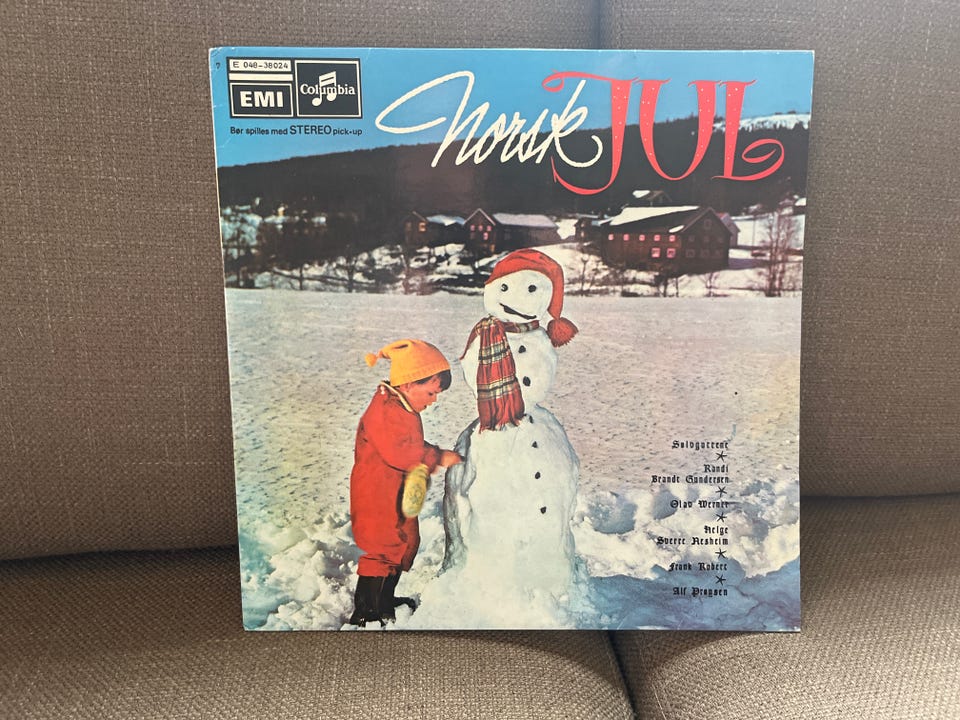 7
E 048-38024
EMI
Columbia
Bør spilles med STEREO pick-up
Norsk JUL
Sølvguttene
Randi
Brandt Gundersen
Olav Werner
Helge
Sverre Nesheim
Frank Robert
Alf Prøysen